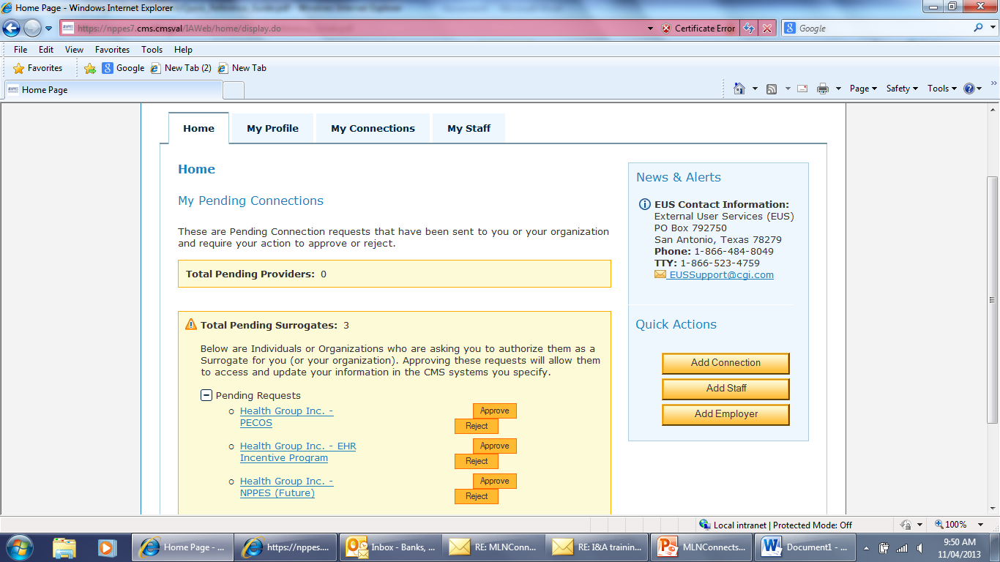 Home Page - Windows Internet Explorer
https://nppes7.cms.cmsval/IAWeb/home/display.do
Certificate Error
Google
File Edit View Favorites Tools Help
Favorites Google New Tab (2) New Tab
Home Page
Page Safety Tools
Home My Profile My Connections My Staff
Home
My Pending Connections
These are Pending Connection requests that have been sent to you or your organization
and require your action to approve or reject.
Total Pending Providers: 0
Total Pending Surrogates: 3
Below are Individuals or Organizations who are asking you to authorize them as a
Surrogate for you (or your organization). Approving these requests will allow them
to access and update your information in the CMS systems you specify.
Pending Requests
Health Group Inc. -
PECOS
Approve
Reject
Health Group Inc. - EHR
Incentive Program
Approve
Reject
Health Group Inc. -
NPPES (Future)
Approve
Reject
News & Alerts
EUS Contact Information:
External User Services (EUS)
PO Box 792750
San Antonio, Texas 78279
Phone: 1-866-484-8049
TTY: 1-866-523-4759
EUSSupport@cgi.com
Quick Actions
Add Connection
Add Staff
Add Employer
Local intranet | Protected Mode: Off
100%
Home Page - ...
https://nppes....
Inbox - Banks, ...
RE: MLNConn...
RE: I&A trainin...
MLNConnects...
Document1 - ...
9:50 AM
11/04/2013